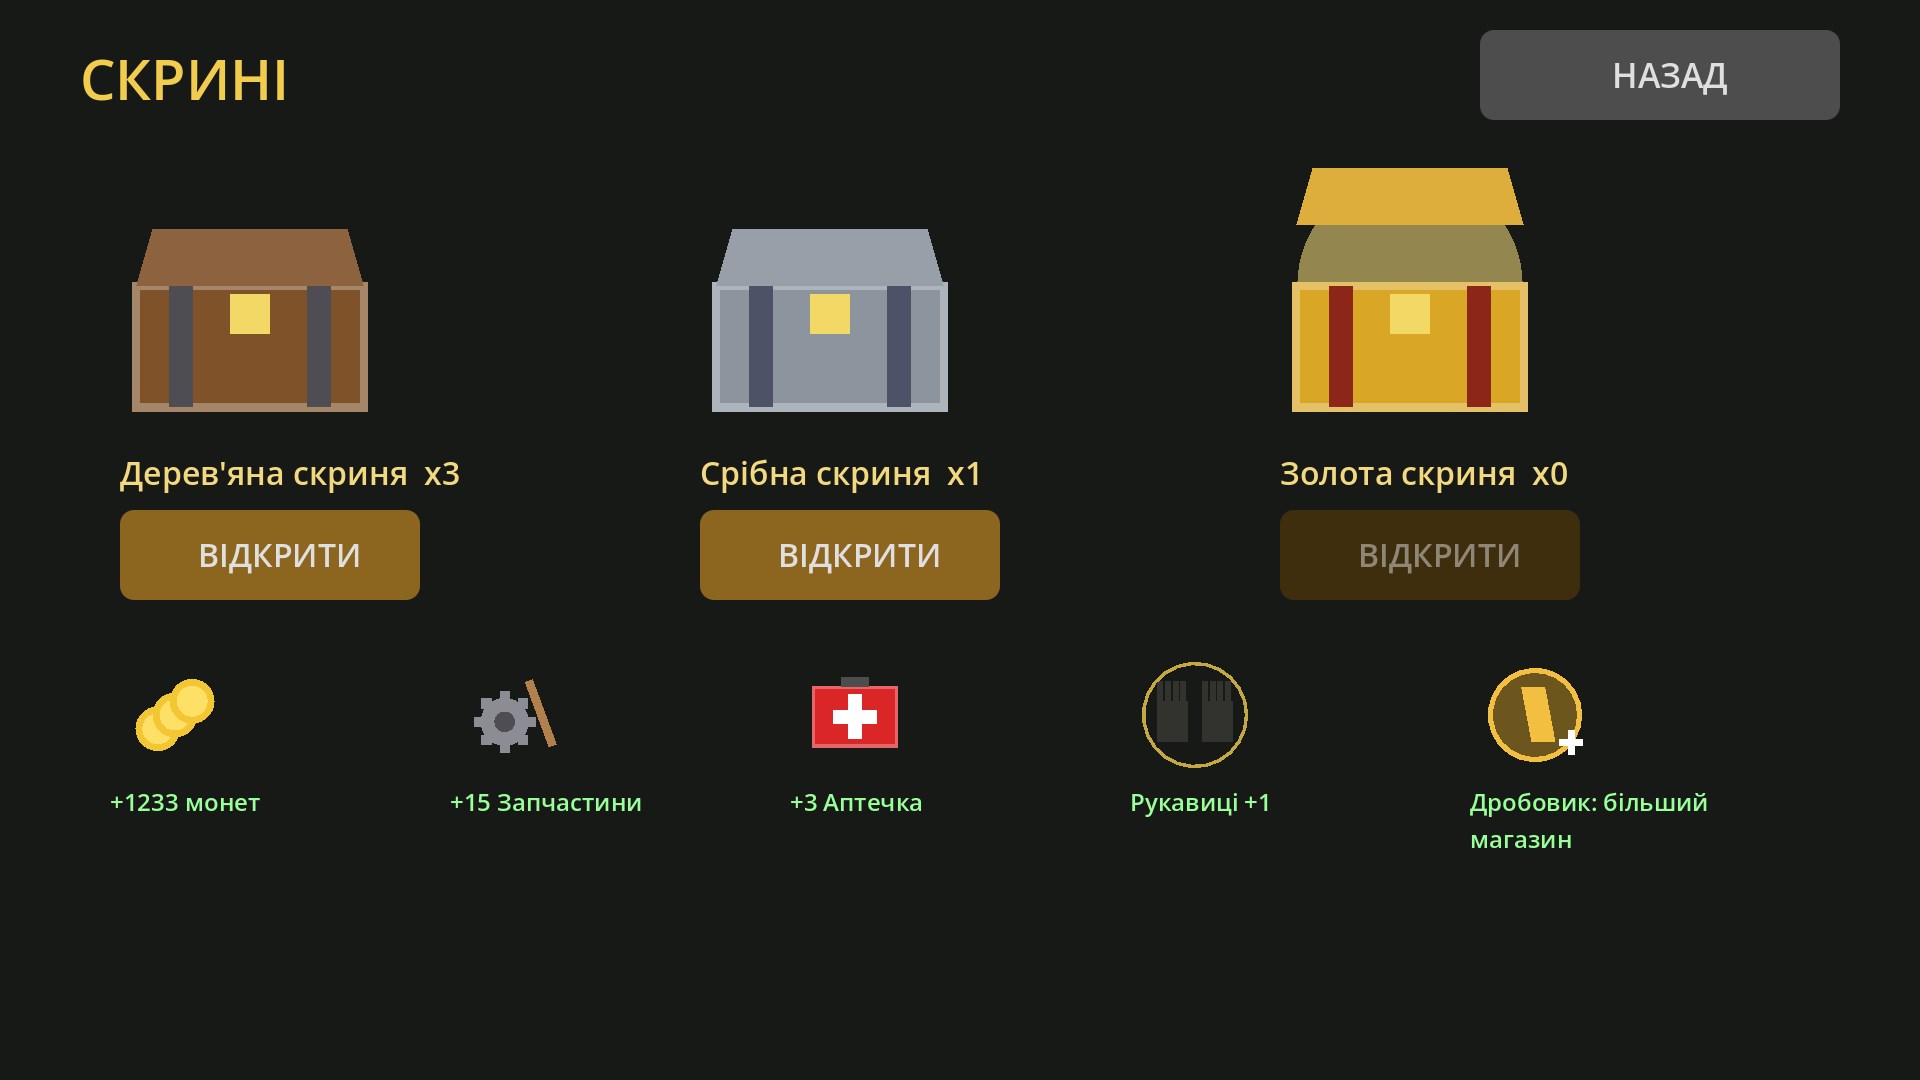 СКРИНІ
НАЗАД
Дерев'яна скриня x3
Срібна скриня x1
Золота скриня x0
ВІДКРИТИ
ВІДКРИТИ
ВІДКРИТИ
+1233 монет
+15 Запчастини
+3 Аптечка
Рукавиці +1
Дробовик: більший
магазин